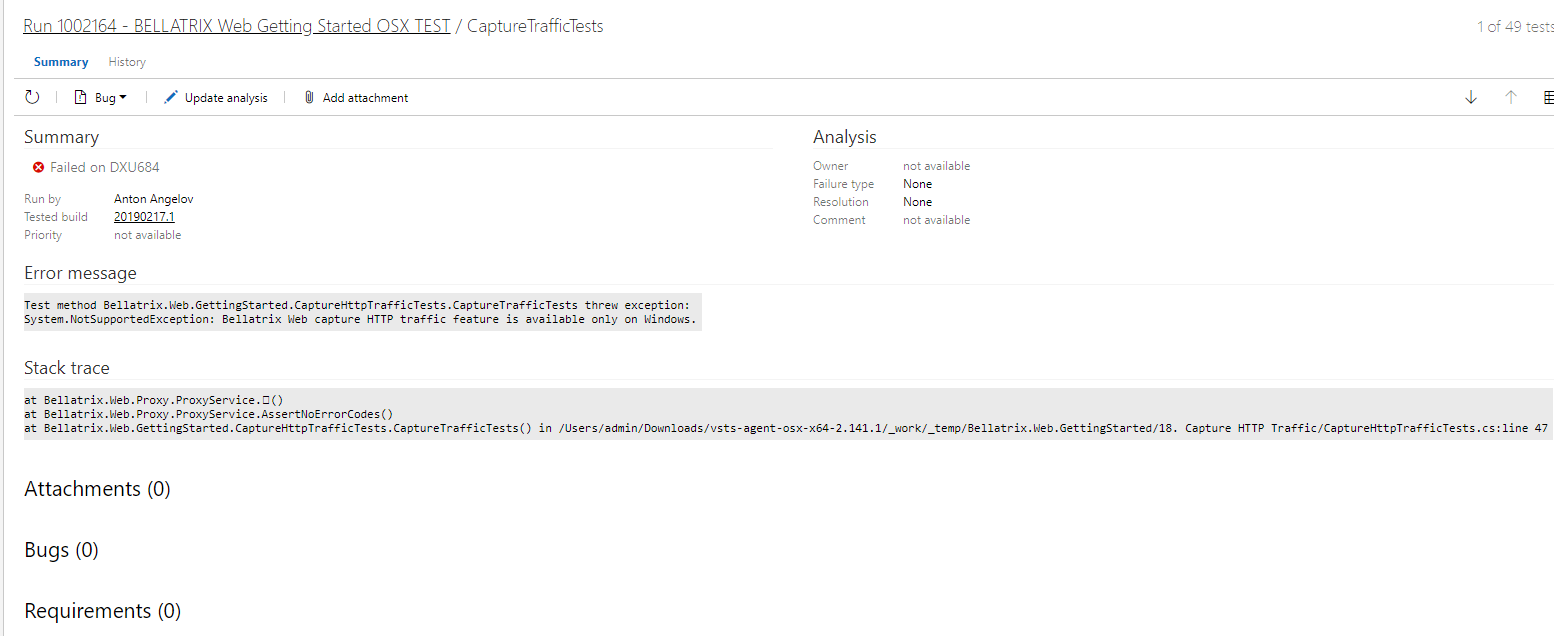 Run 1002164 - BELLATRIX Web Getting Started OSX TEST / CaptureTrafficTests
1 of 49 tests
Summary History
Bug Update analysis Add attachment
Summary
Failed on DXU684
Run by Anton Angelov
Tested build 20190217.1
Priority not available
Analysis
Owner not available
Failure type None
Resolution None
Comment not available
Error message
Test method Bellatrix.Web.GettingStarted.CaptureHttpTrafficTests.CaptureTrafficTests threw exception:
System.NotSupportedException: Bellatrix Web capture HTTP traffic feature is available only on Windows.
Stack trace
at Bellatrix.Web.Proxy.ProxyService.▯()
at Bellatrix.Web.Proxy.ProxyService.AssertNoErrorCodes()
at Bellatrix.Web.GettingStarted.CaptureHttpTrafficTests.CaptureTrafficTests() in /Users/admin/Downloads/vsts-agent-osx-x64-2.141.1/_work/_temp/Bellatrix.Web.GettingStarted/18. Capture HTTP Traffic/CaptureHttpTrafficTests.cs:line 47
Attachments (0)
Bugs (0)
Requirements (0)